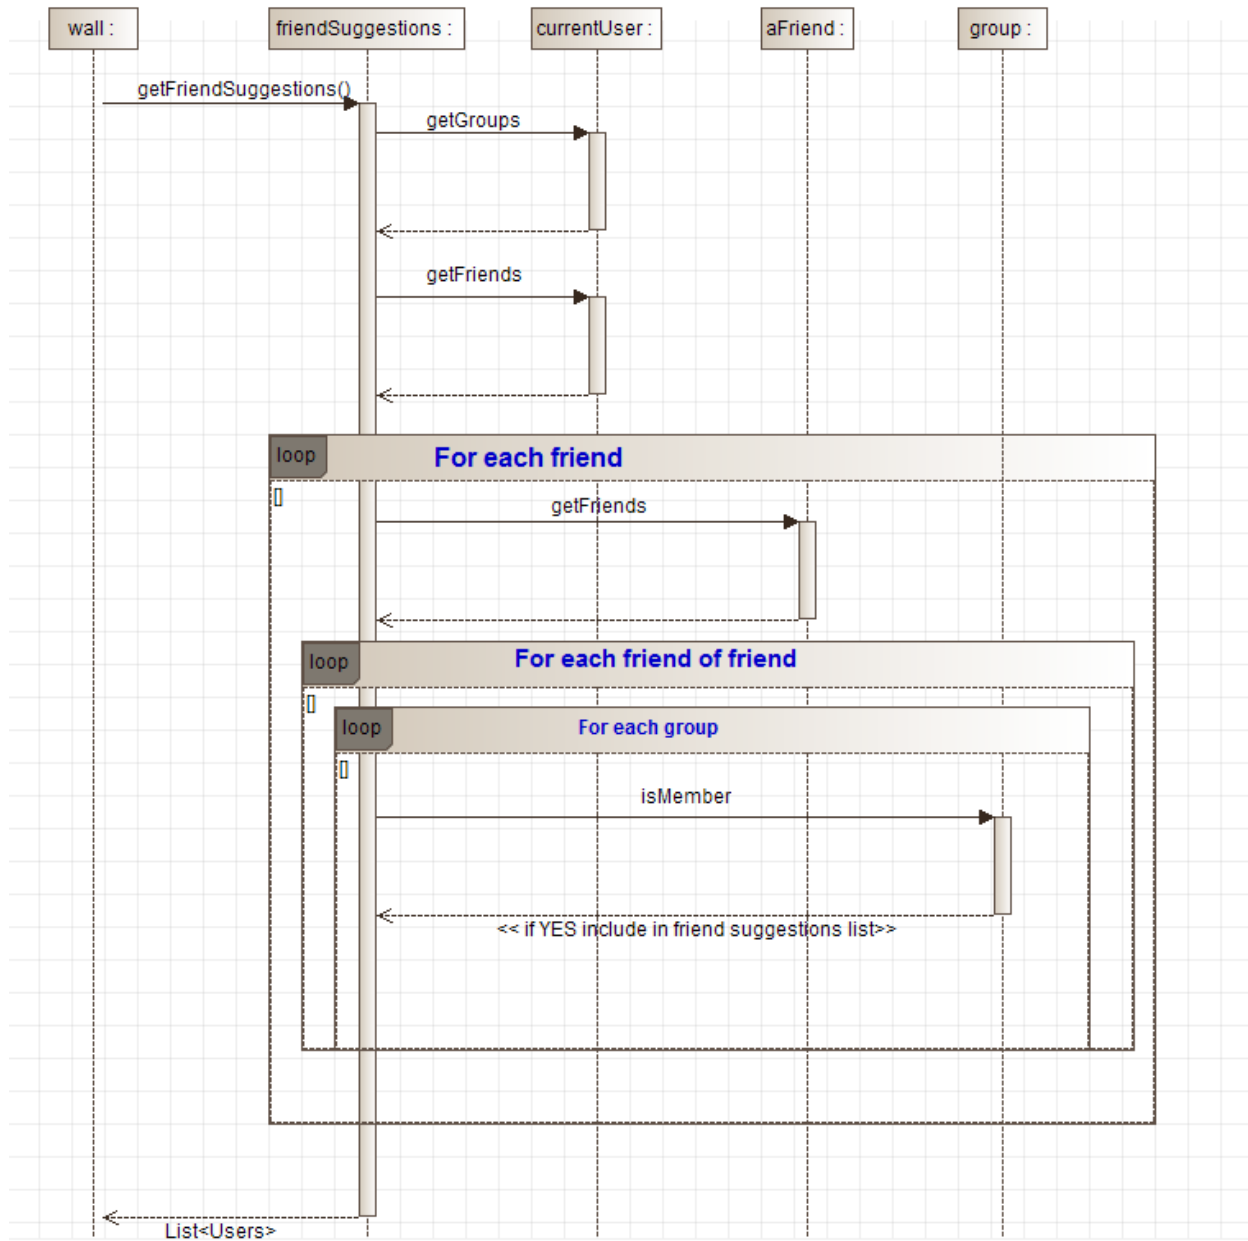 wall :
friendSuggestions :
currentUser :
aFriend :
group :
getFriendSuggestions()
getGroups
getFriends
loop
For each friend
[]
getFriends
loop
For each friend of friend
[]
loop
For each group
[]
isMember
<< if YES include in friend suggestions list>>
List<Users>